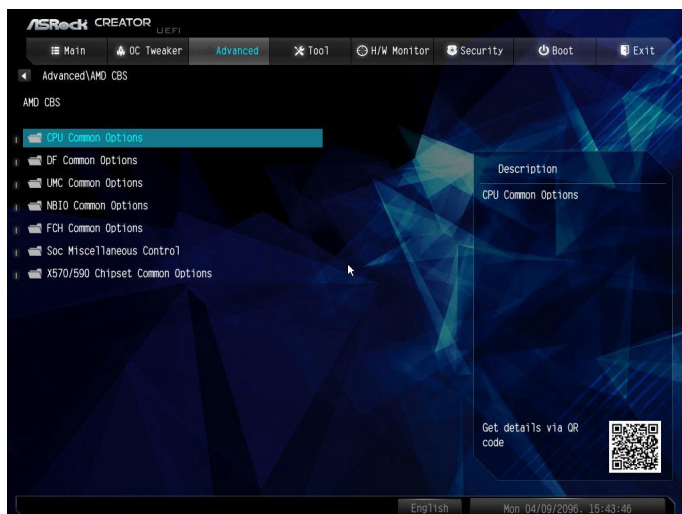 ASRock CREATOR
UEFI
Main OC Tweaker Advanced Tool H/W Monitor Security Boot Exit
Advanced\AMD CBS
AMD CBS
CPU Common Options
DF Common Options
UMC Common Options
NBIO Common Options
FCH Common Options
Soc Miscellaneous Control
X570/590 Chipset Common Options
Description
CPU Common Options
Get details via QR
code
English Mon 04/09/2096. 15:43:46